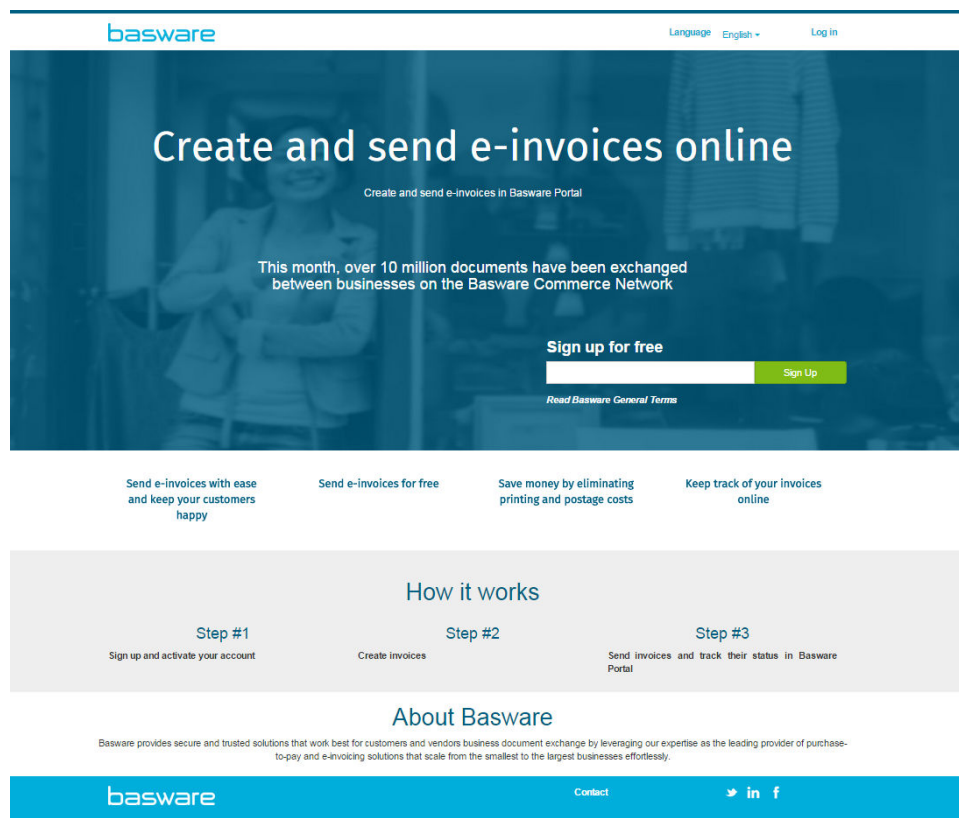 basware
Language English
Log in
Create and send e-invoices online
Create and send e-invoices in Basware Portal
This month, over 10 million documents have been exchanged
between businesses on the Basware Commerce Network
Sign up for free
Sign Up
Read Basware General Terms
Send e-invoices with ease
and keep your customers
happy
Send e-invoices for free
Save money by eliminating
printing and postage costs
Keep track of your invoices
online
How it works
Step #1
Sign up and activate your account
Step #2
Create invoices
Step #3
Send invoices and track their status in Basware
Portal
About Basware
Basware provides secure and trusted solutions that work best for customers and vendors business document exchange by leveraging our expertise as the leading provider of purchase-
to-pay and e-invoicing solutions that scale from the smallest to the largest businesses effortlessly.
basware
Contact
in f